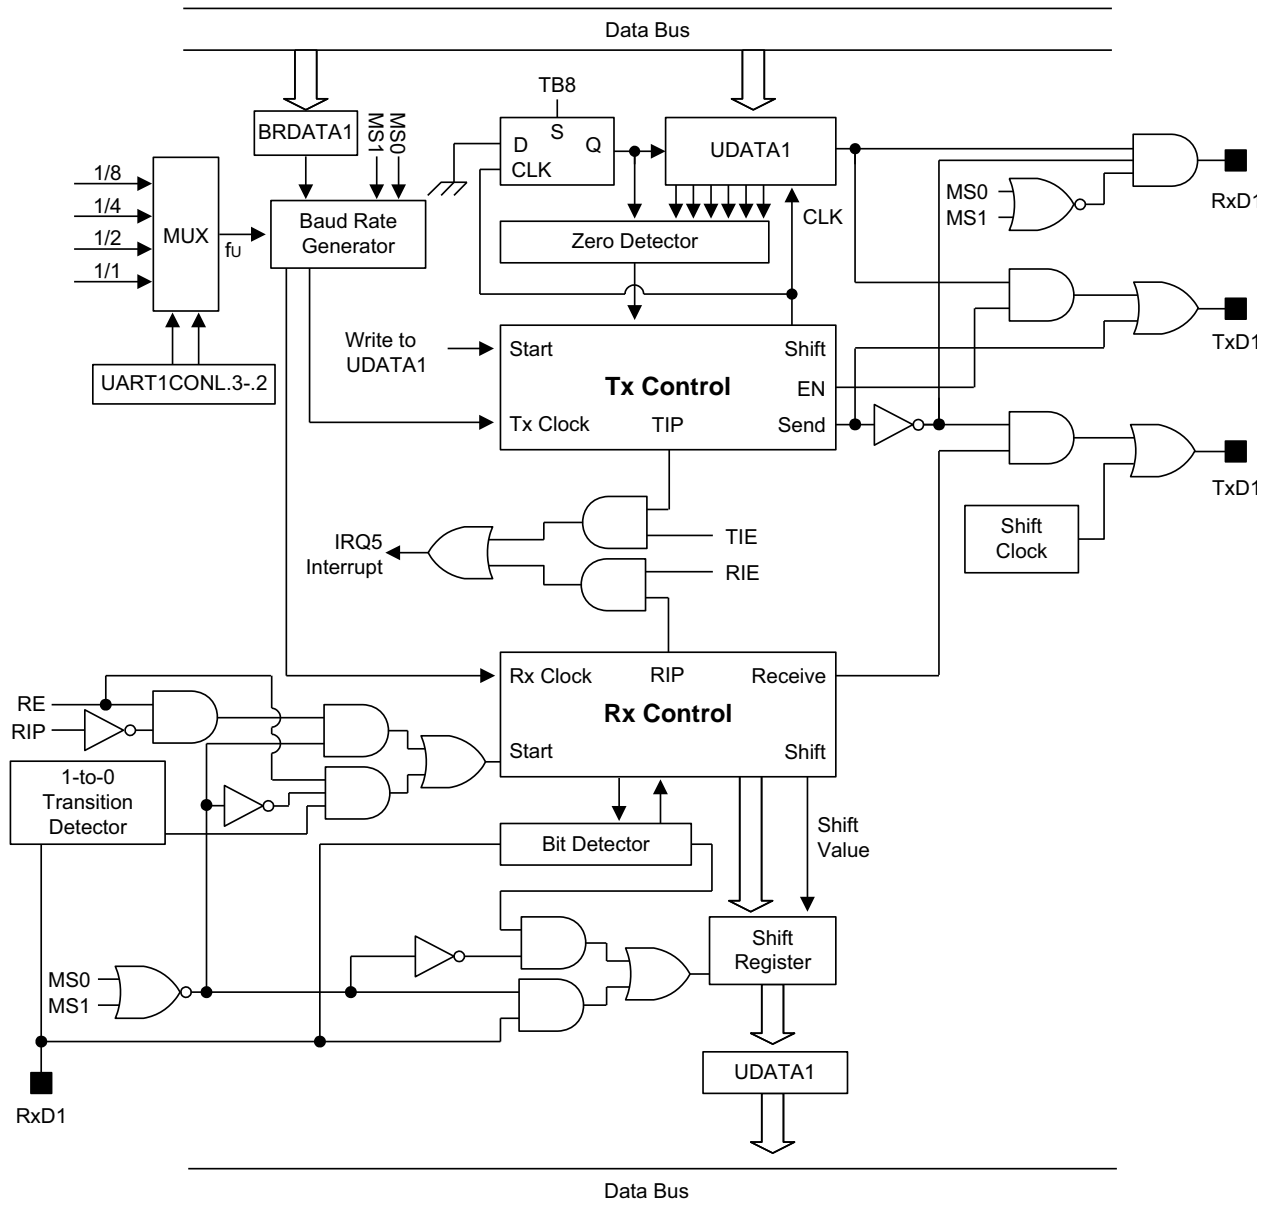 Data Bus
TB8
BRDATA1
MS1
MS0
D
S
Q
CLK
UDATA1
1/8
1/4
1/2
1/1
MUX
fU
Baud Rate
Generator
Zero Detector
CLK
MS0
MS1
RxD1
TxD1
UART1CONL.3-.2
Write to
UDATA1
Start
Shift
Tx Control
EN
Tx Clock
TIP
Send
TxD1
Shift
Clock
IRQ5
Interrupt
TIE
RIE
RE
RIP
Rx Clock
RIP
Receive
Rx Control
Start
Shift
1-to-0
Transition
Detector
Bit Detector
Shift
Value
Shift
Register
MS0
MS1
UDATA1
RxD1
Data Bus